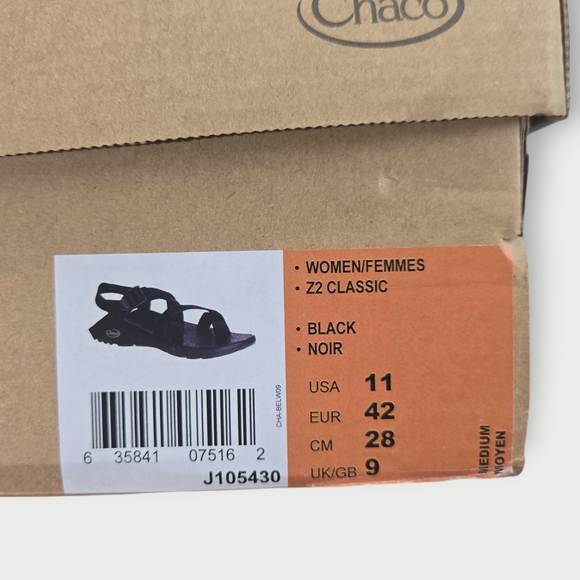 Chaco
• WOMEN/FEMMES
• Z2 CLASSIC
• BLACK
• NOIR
USA 11
EUR 42
CM 28
UK/GB 9
MEDIUM
MOYEN
Chaco
CHA-BELW09
6 35841 07516 2
J105430